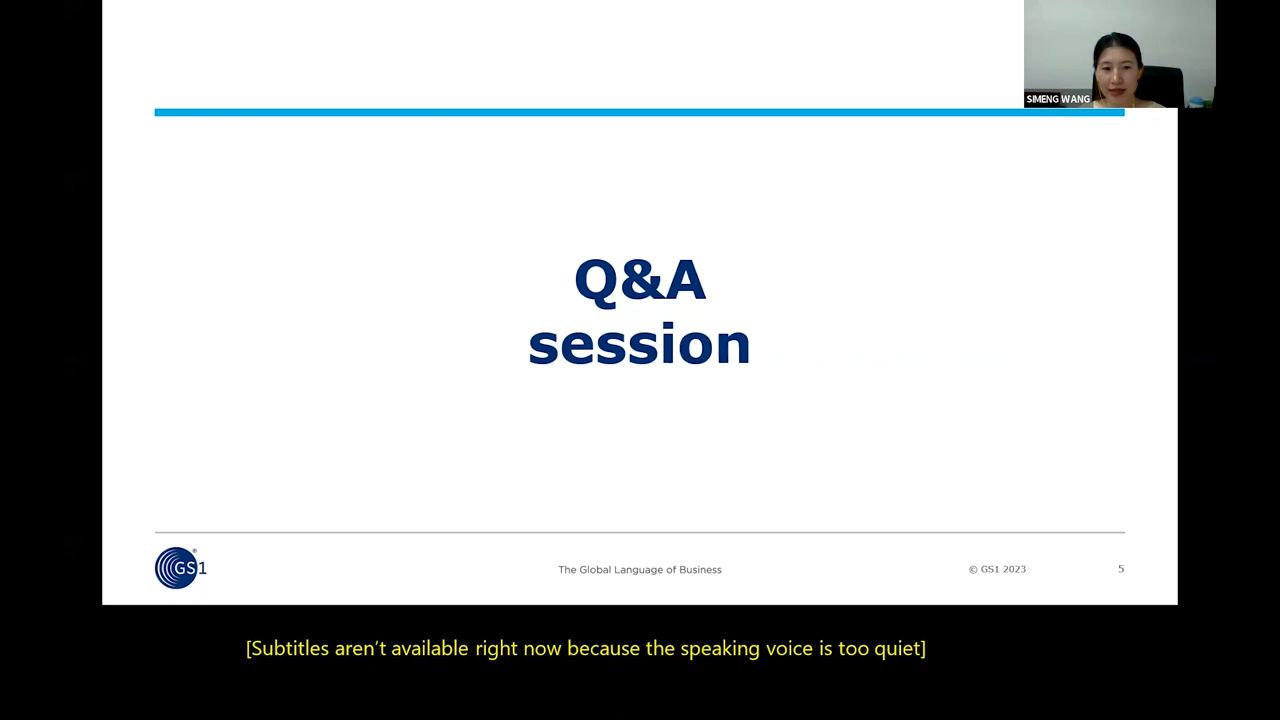 SIMENG WANG
Q&A
session
GS1
The Global Language of Business
© GS1 2023
5
[Subtitles aren't available right now because the speaking voice is too quiet]